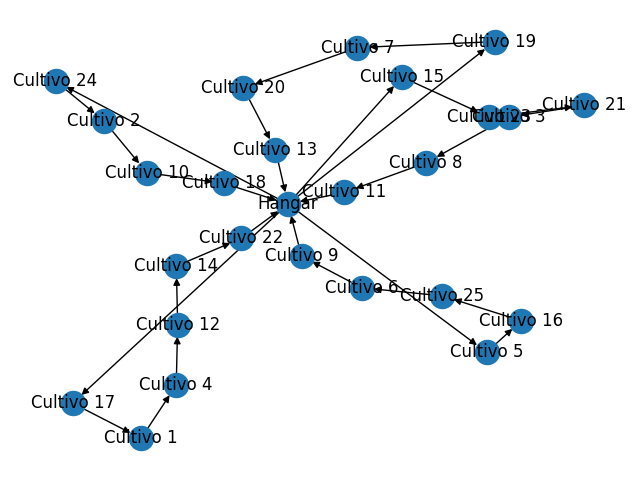 Cultivo 19
Cultivo 7
Cultivo 15
Cultivo 24
Cultivo 20
Cultivo 21
Cultivo 2
Cultivo 23
Cultivo 3
Cultivo 13
Cultivo 8
Cultivo 10
Cultivo 18
Cultivo 11
Hangar
Cultivo 22
Cultivo 9
Cultivo 14
Cultivo 6
Cultivo 25
Cultivo 16
Cultivo 12
Cultivo 5
Cultivo 4
Cultivo 17
Cultivo 1